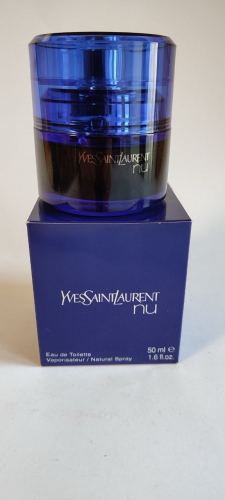 YVESSAINTLAURENT
nu
YVESSAINTLAURENT
nu
Eau de Toilette
Vaporisateur / Natural Spray
50 ml ℮
1.6 fl.oz.